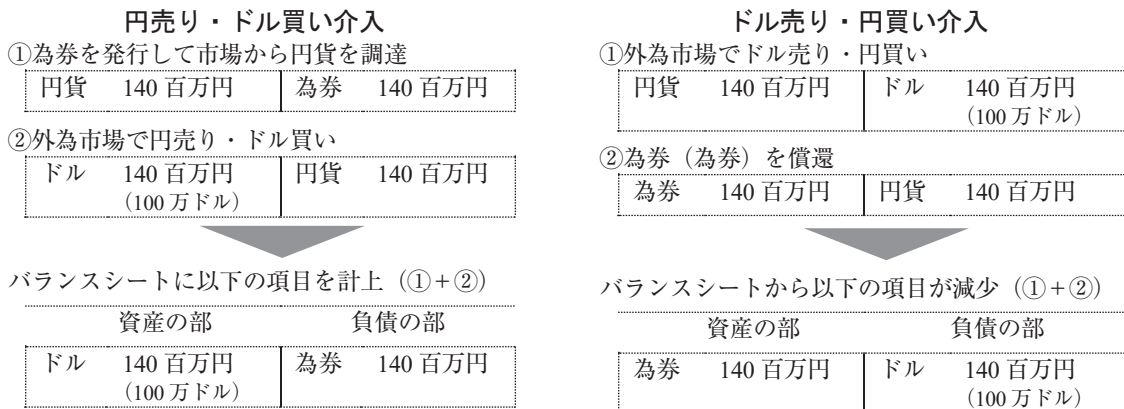 円売り・ドル買い介入
①為券を発行して市場から円貨を調達
円貨 140 百万円 為券 140 百万円
②外為市場で円売り・ドル買い
ドル 140 百万円 円貨 140 百万円
(100 万ドル)
バランスシートに以下の項目を計上（①+②）
資産の部 負債の部
ドル 140 百万円 為券 140 百万円
(100 万ドル)
ドル売り・円買い介入
①外為市場でドル売り・円買い
円貨 140 百万円 ドル 140 百万円
(100 万ドル)
②為券（為券）を償還
為券 140 百万円 円貨 140 百万円
バランスシートから以下の項目が減少（①+②）
資産の部 負債の部
為券 140 百万円 ドル 140 百万円
(100 万ドル)